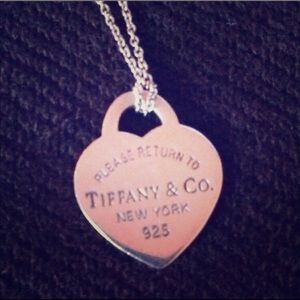 PLEASE RETURN TO
TIFFANY & CO.
NEW YORK
925